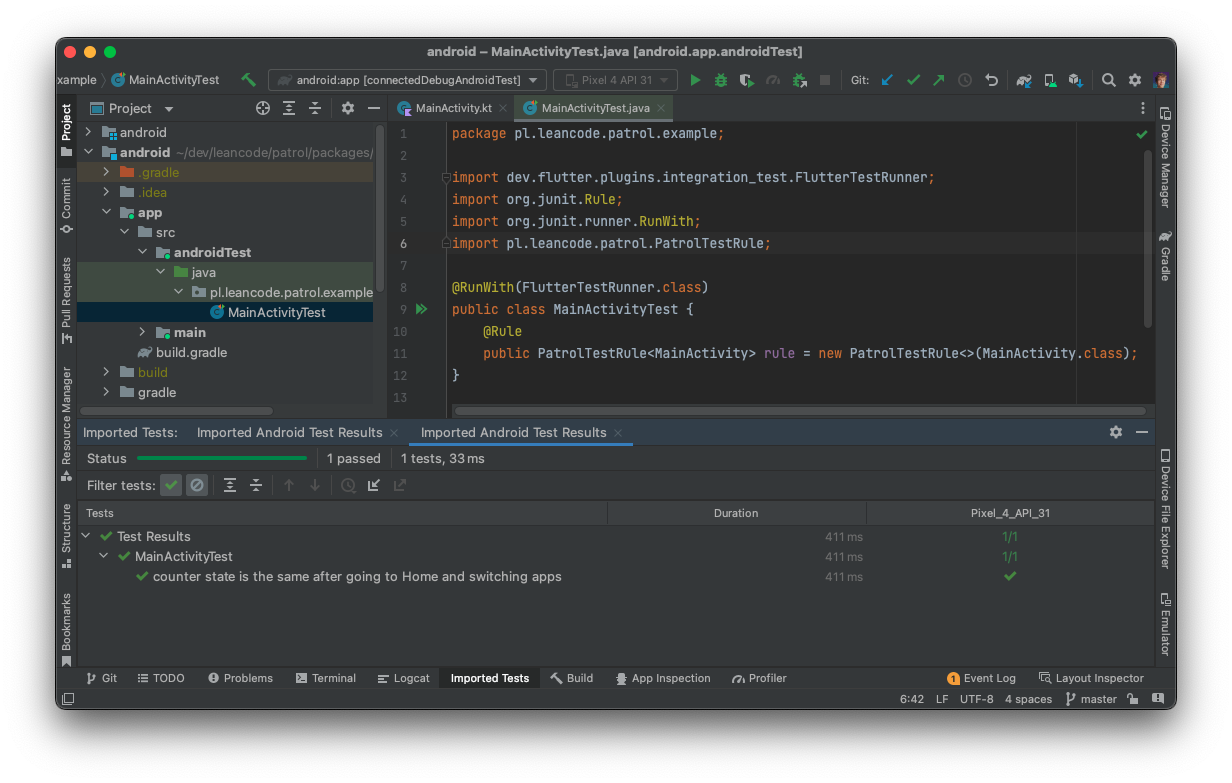 android – MainActivityTest.java [android.app.androidTest]
xample MainActivityTest android:app [connectedDebugAndroidTest] Pixel 4 API 31 Git:
Project
MainActivity.kt MainActivityTest.java
Project
Commit
Pull Requests
Resource Manager
Structure
Bookmarks
android
android ~/dev/leancode/patrol/packages/
.gradle
.idea
app
src
androidTest
java
pl.leancode.patrol.example
MainActivityTest
main
build.gradle
build
gradle
1 package pl.leancode.patrol.example;
2
3 import dev.flutter.plugins.integration_test.FlutterTestRunner;
4 import org.junit.Rule;
5 import org.junit.runner.RunWith;
6 import pl.leancode.patrol.PatrolTestRule;
7
8 @RunWith(FlutterTestRunner.class)
9 public class MainActivityTest {
10 @Rule
11 public PatrolTestRule<MainActivity> rule = new PatrolTestRule<>(MainActivity.class);
12 }
13
Device Manager
Gradle
Device File Explorer
Emulator
Imported Tests: Imported Android Test Results Imported Android Test Results
Status 1 passed 1 tests, 33 ms
Filter tests:
Tests Duration Pixel_4_API_31
Test Results 411 ms 1/1
MainActivityTest 411 ms 1/1
counter state is the same after going to Home and switching apps 411 ms
Git TODO Problems Terminal Logcat Imported Tests Build App Inspection Profiler 1 Event Log Layout Inspector
6:42 LF UTF-8 4 spaces master